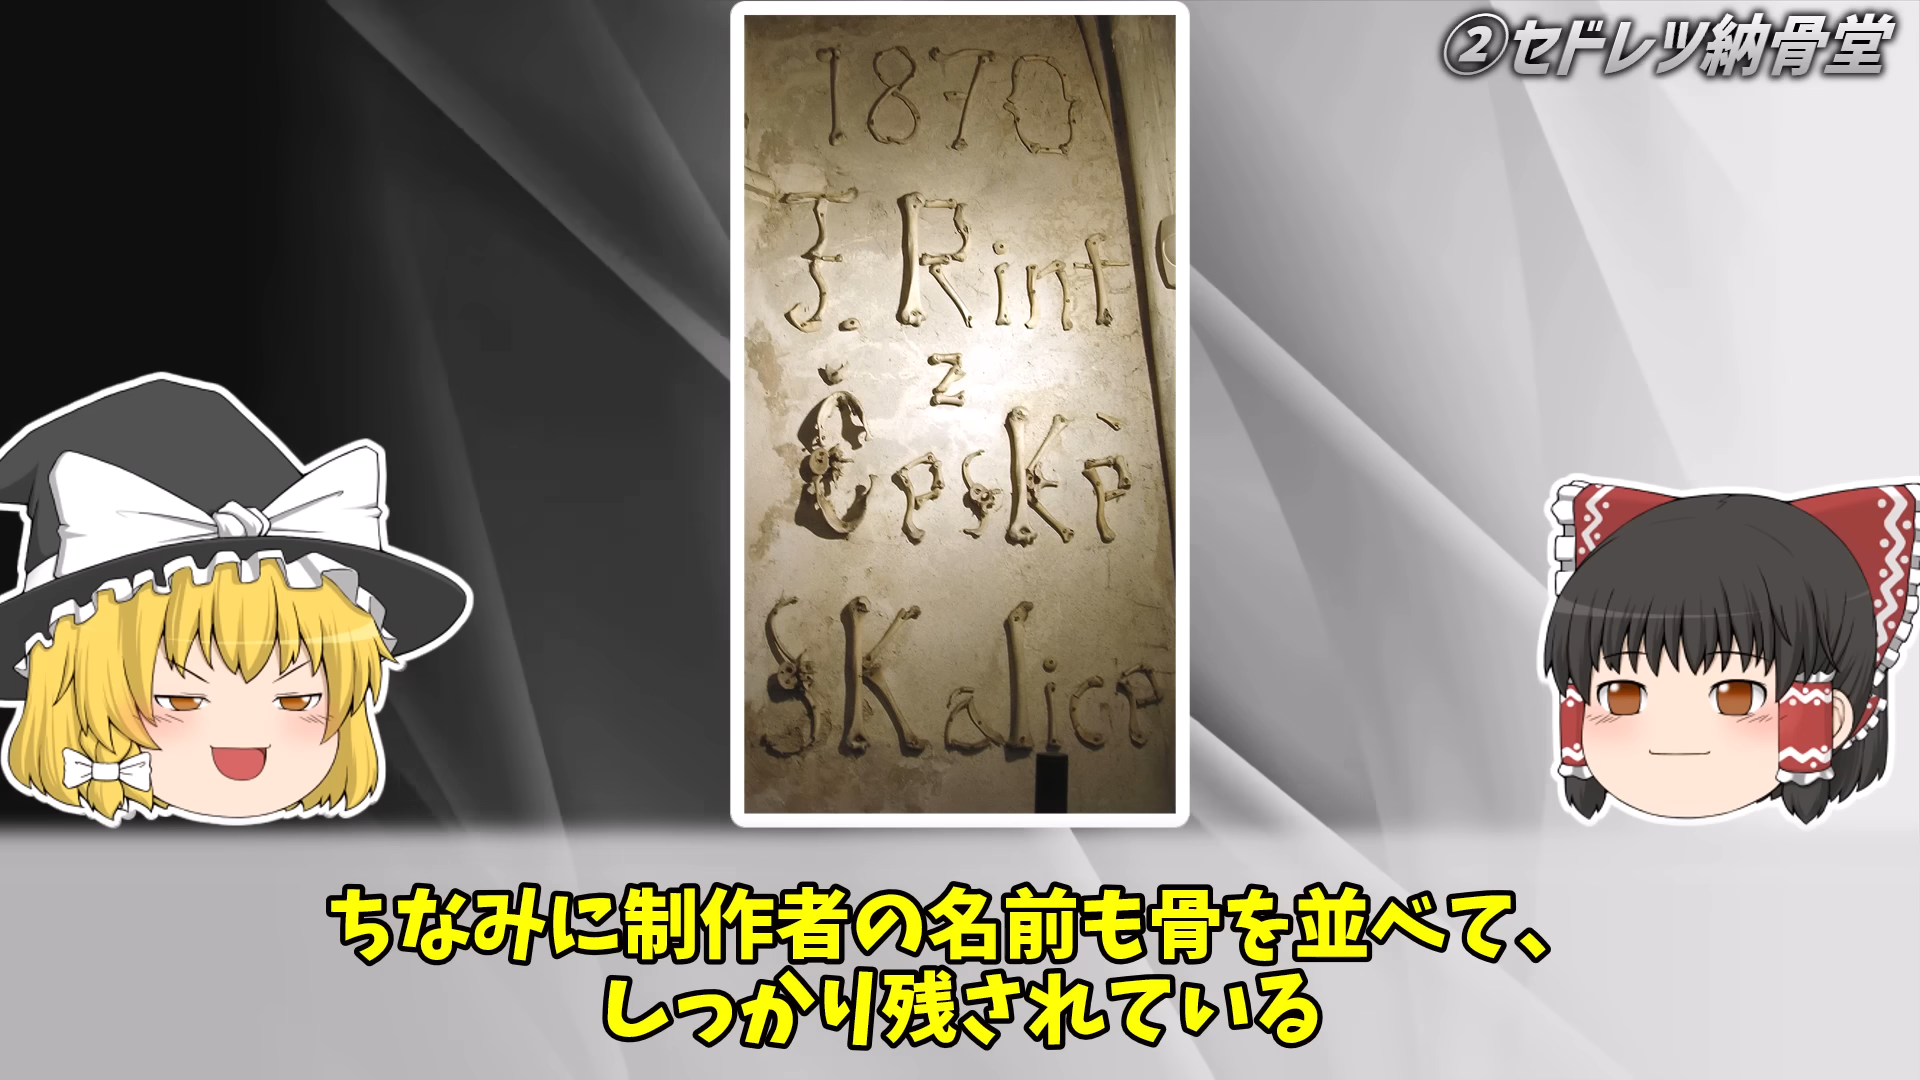 ②セドレツ納骨堂
1870
F. Rint
z
České
SKalice
ちなみに制作者の名前も骨を並べて、
しっかり残されている